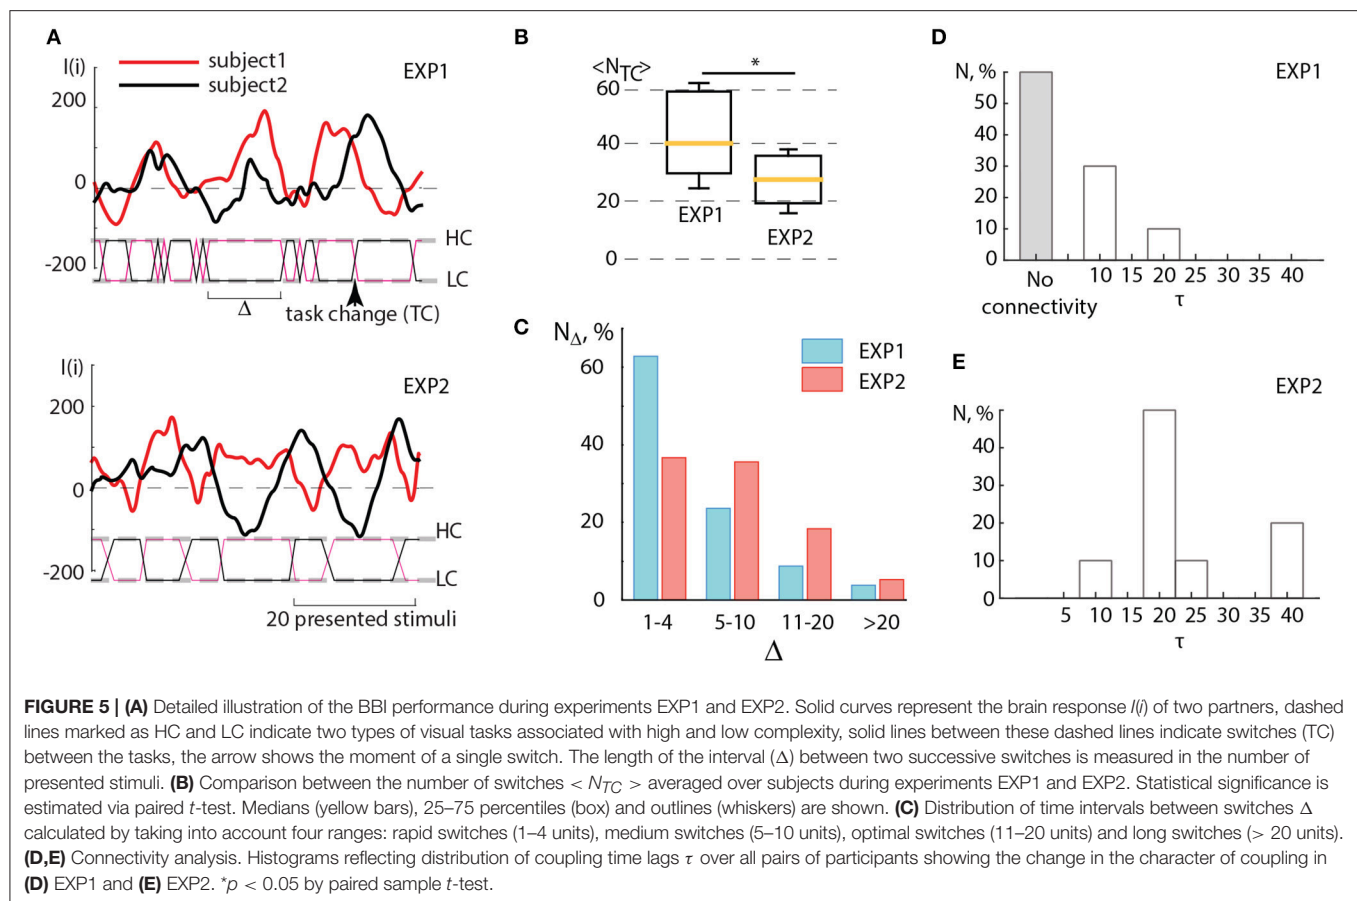 A
I(i)
subject1
subject2
EXP1
200
0
-200
HC
LC
Δ
task change (TC)
I(i)
EXP2
200
0
-200
HC
LC
20 presented stimuli
B
<N_TC>
*
60
40
20
0
EXP1
EXP2
C
N_Δ, %
EXP1
EXP2
60
40
20
0
1-4 5-10 11-20 >20
Δ
D
N, %
EXP1
50
40
30
20
10
0
No
connectivity
10 15 20 25 30 35 40
τ
E
EXP2
N, %
40
30
20
10
0
5 10 15 20 25 30 35 40
τ
FIGURE 5 | (A) Detailed illustration of the BBI performance during experiments EXP1 and EXP2. Solid curves represent the brain response I(i) of two partners, dashed
lines marked as HC and LC indicate two types of visual tasks associated with high and low complexity, solid lines between these dashed lines indicate switches (TC)
between the tasks, the arrow shows the moment of a single switch. The length of the interval (Δ) between two successive switches is measured in the number of
presented stimuli. (B) Comparison between the number of switches < N_TC > averaged over subjects during experiments EXP1 and EXP2. Statistical significance is
estimated via paired t-test. Medians (yellow bars), 25–75 percentiles (box) and outlines (whiskers) are shown. (C) Distribution of time intervals between switches Δ
calculated by taking into account four ranges: rapid switches (1–4 units), medium switches (5–10 units), optimal switches (11–20 units) and long switches (> 20 units).
(D,E) Connectivity analysis. Histograms reflecting distribution of coupling time lags τ over all pairs of participants showing the change in the character of coupling in
(D) EXP1 and (E) EXP2. *p < 0.05 by paired sample t-test.